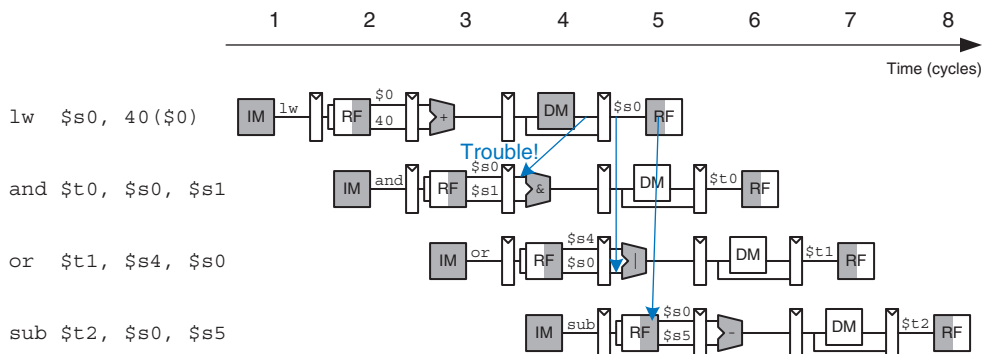 1 2 3 4 5 6 7 8
Time (cycles)
lw $s0, 40($0) IM lw RF $0 40 + DM $s0 RF
Trouble!
and $t0, $s0, $s1 IM and RF $s0 $s1 & DM $t0 RF
or $t1, $s4, $s0 IM or RF $s4 $s0 | DM $t1 RF
sub $t2, $s0, $s5 IM sub RF $s0 $s5 - DM $t2 RF